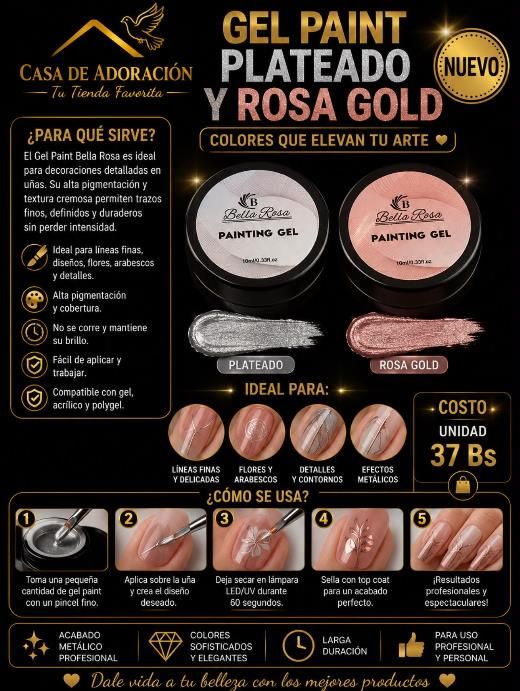 CASA DE ADORACIÓN
Tu Tienda Favorita
GEL PAINT
PLATEADO
Y ROSA GOLD
NUEVO
COLORES QUE ELEVAN TU ARTE
¿PARA QUÉ SIRVE?
El Gel Paint Bella Rosa es ideal
para decoraciones detalladas en
uñas. Su alta pigmentación y
textura cremosa permiten trazos
finos, definidos y duraderos
sin perder intensidad.
Ideal para líneas finas,
diseños, flores, arabescos
y detalles.
Alta pigmentación
y cobertura.
No se corre y mantiene
su brillo.
Fácil de aplicar y
trabajar.
Compatible con gel,
acrílico y polygel.
B
Bella Rosa
PAINTING GEL
10ml/0.33fl.oz
B
Bella Rosa
PAINTING GEL
10ml/0.33fl.oz
PLATEADO
ROSA GOLD
IDEAL PARA:
LÍNEAS FINAS
Y DELICADAS
FLORES Y
ARABESCOS
DETALLES
Y CONTORNOS
EFECTOS
METÁLICOS
COSTO
UNIDAD
37 Bs
¿CÓMO SE USA?
1
Toma una pequeña
cantidad de gel paint
con un pincel fino.
2
Aplica sobre la uña
y crea el diseño
deseado.
3
Deja secar en lámpara
LED/UV durante
60 segundos.
4
Sella con top coat
para un acabado
perfecto.
5
¡Resultados
profesionales y
espectaculares!
ACABADO
METÁLICO
PROFESIONAL
COLORES
SOFISTICADOS
Y ELEGANTES
LARGA
DURACIÓN
PARA USO
PROFESIONAL
Y PERSONAL
Dale vida a tu belleza con los mejores productos